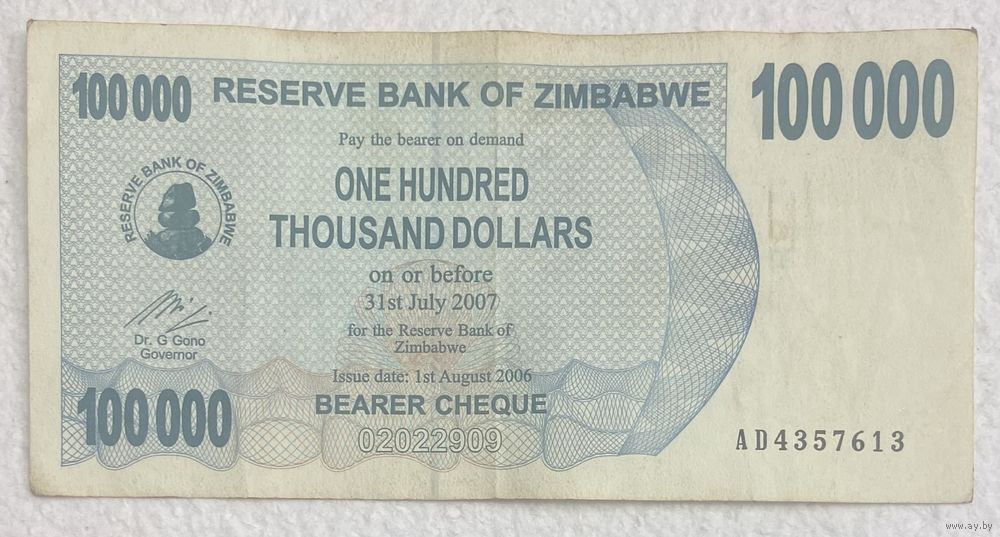 100 000
RESERVE BANK OF ZIMBABWE
100 000
Pay the bearer on demand
ONE HUNDRED
THOUSAND DOLLARS
RESERVE BANK OF ZIMBABWE
on or before
31st July 2007
for the Reserve Bank of
Zimbabwe
Dr. G Gono
Governor
Issue date: 1st August 2006
100 000
BEARER CHEQUE
02022909
AD4357613
www.ay.by